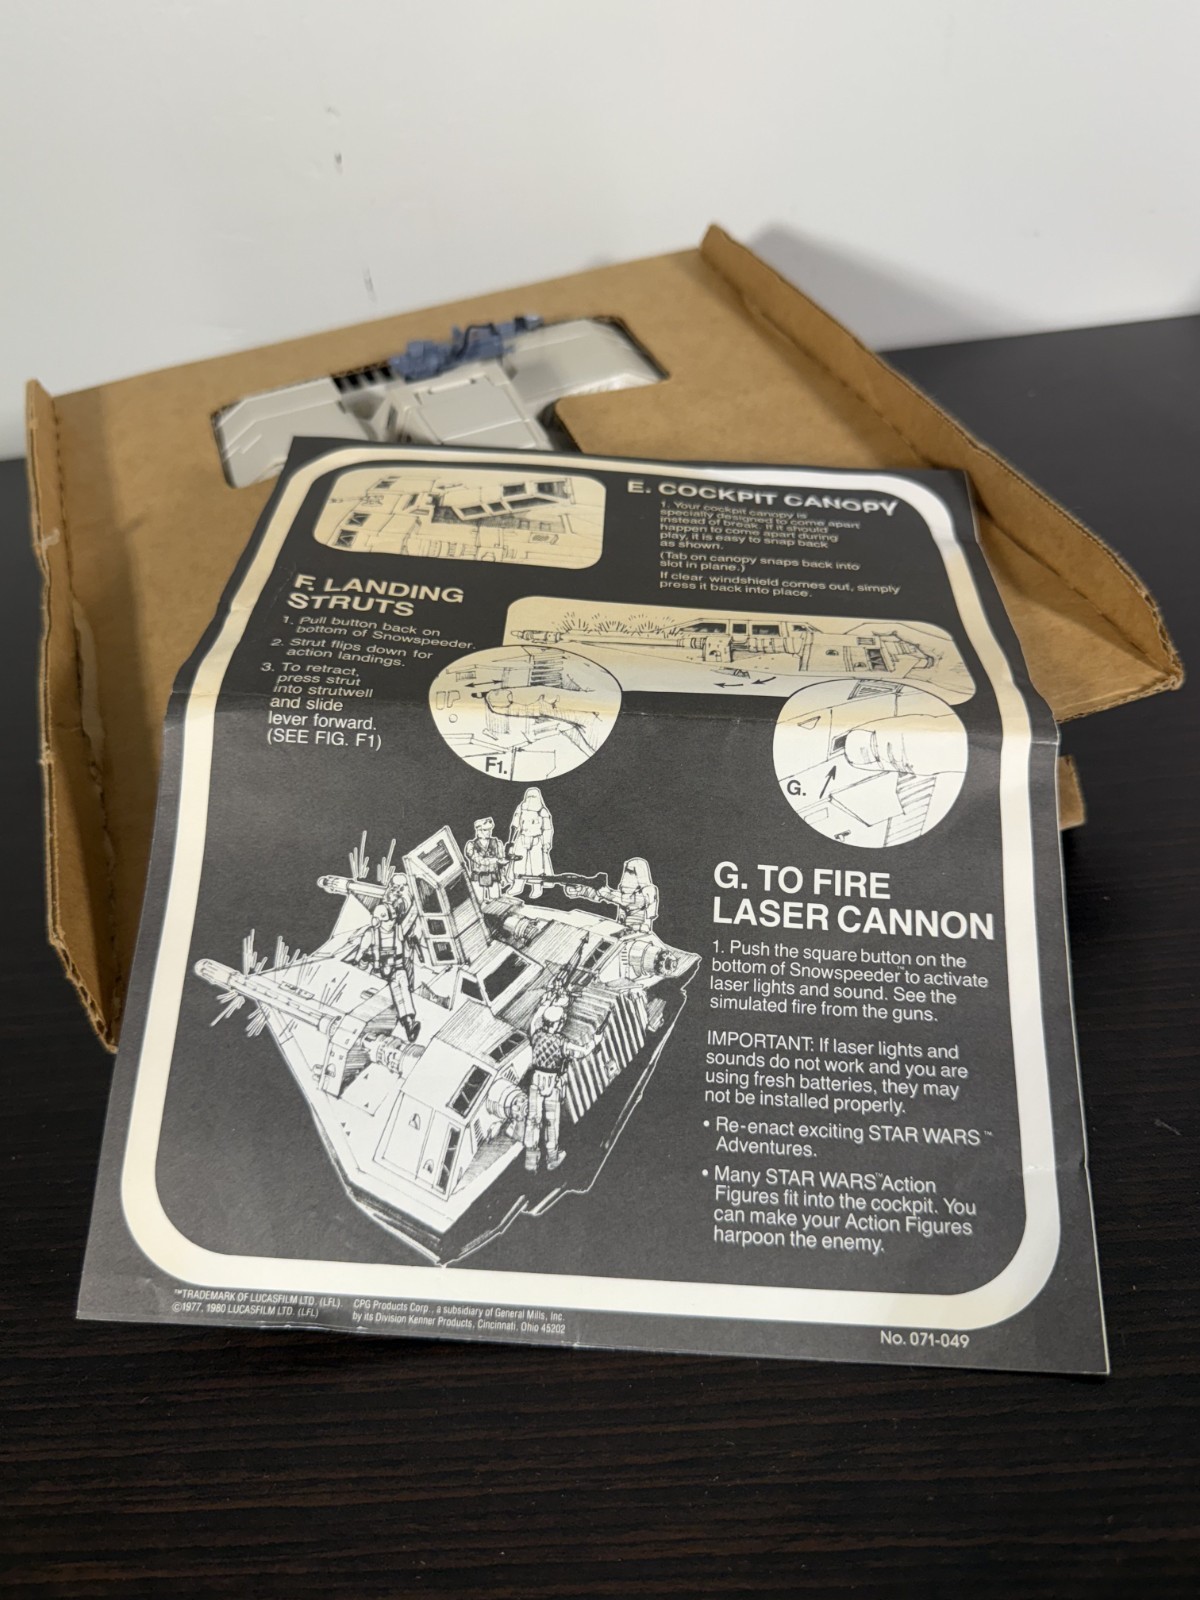 E. COCKPIT CANOPY
1. Your cockpit canopy is
specially designed to come apart
instead of break. If it should
happen to come apart during
play, it is easy to snap back
as shown.
(Tab on canopy snaps back into
slot in plane.)
If clear windshield comes out, simply
press it back into place.
F. LANDING
STRUTS
1. Pull button back on
bottom of Snowspeeder.
2. Strut flips down for
action landings.
3. To retract,
press strut
into strutwell
and slide
lever forward.
(SEE FIG. F1)
F1.
G.
G. TO FIRE
LASER CANNON
1. Push the square button on the
bottom of Snowspeeder™ to activate
laser lights and sound. See the
simulated fire from the guns.
IMPORTANT: If laser lights and
sounds do not work and you are
using fresh batteries, they may
not be installed properly.
• Re-enact exciting STAR WARS™
Adventures.
• Many STAR WARS™ Action
Figures fit into the cockpit. You
can make your Action Figures
harpoon the enemy.
™TRADEMARK OF LUCASFILM LTD. (LFL)
©1977, 1980 LUCASFILM LTD. (LFL)
CPG Products Corp., a subsidiary of General Mills, Inc.
by its Division Kenner Products, Cincinnati, Ohio 45202
No. 071-049